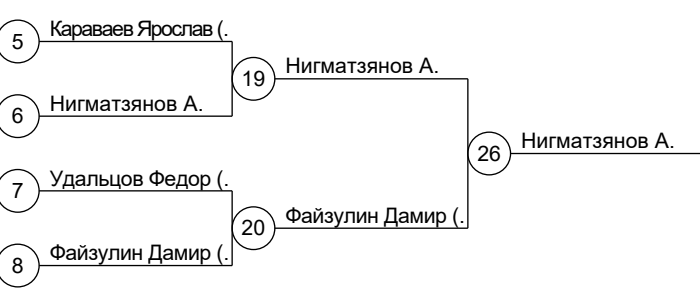 5 Караваев Ярослав (.
19 Нигматзянов А.
6 Нигматзянов А.
26 Нигматзянов А.
7 Удальцов Федор (.
20 Файзулин Дамир (.
8 Файзулин Дамир (.